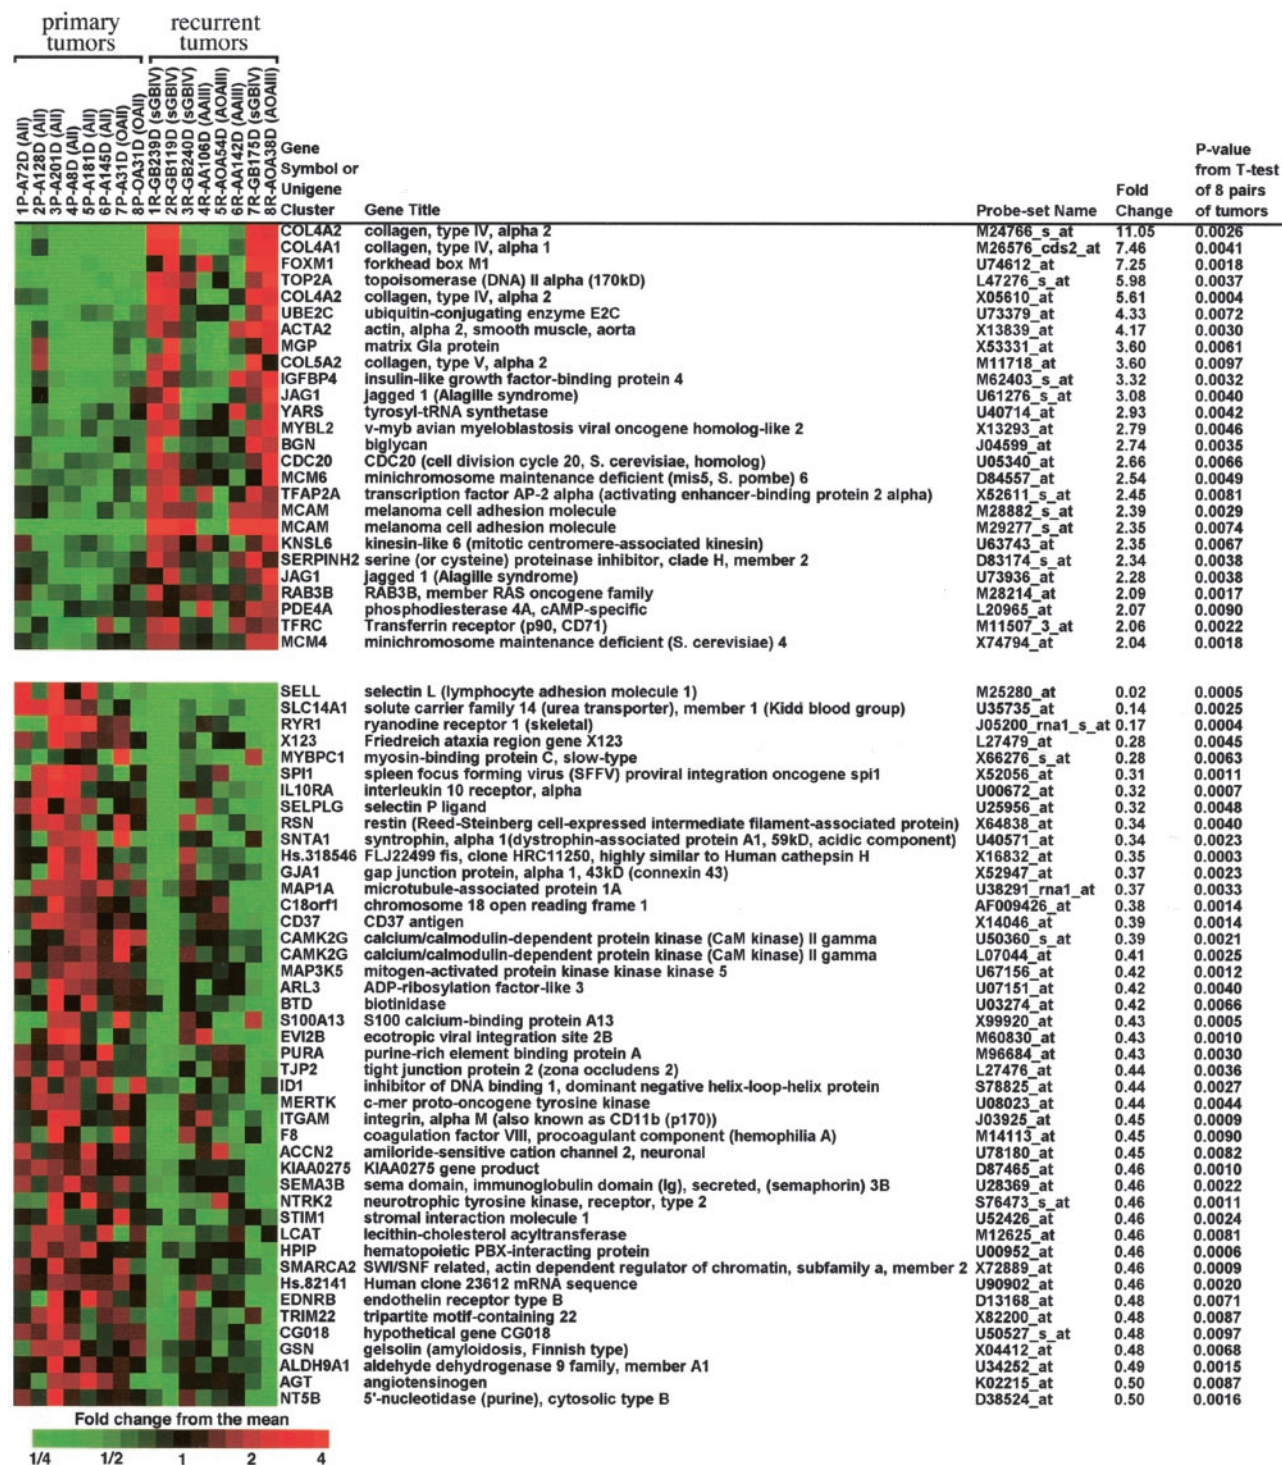 primary tumors
recurrent tumors
1P-A72D (AII)
2P-A128D (AII)
3P-A201D (AII)
4P-A8D (AII)
5P-A181D (AII)
6P-A145D (AII)
7P-A31D (OAII)
8P-OA31D (OAII)
1R-GB239D (sGBIV)
2R-GB119D (sGBIV)
3R-GB240D (sGBIV)
4R-AA106D (AAIII)
5R-AOA54D (AOAIII)
6R-AA142D (AAIII)
7R-GB175D (sGBIV)
8R-AOA38D (AOAIII)
Gene Symbol or Unigene Cluster Gene Title Probe-set Name Fold Change P-value from T-test of 8 pairs of tumors
COL4A2 collagen, type IV, alpha 2 M24766_s_at 11.05 0.0026
COL4A1 collagen, type IV, alpha 1 M26576_cds2_at 7.46 0.0041
FOXM1 forkhead box M1 U74612_at 7.25 0.0018
TOP2A topoisomerase (DNA) II alpha (170kD) L47276_s_at 5.98 0.0037
COL4A2 collagen, type IV, alpha 2 X05610_at 5.61 0.0004
UBE2C ubiquitin-conjugating enzyme E2C U73379_at 4.33 0.0072
ACTA2 actin, alpha 2, smooth muscle, aorta X13839_at 4.17 0.0030
MGP matrix Gla protein X53331_at 3.60 0.0061
COL5A2 collagen, type V, alpha 2 M11718_at 3.60 0.0097
IGFBP4 insulin-like growth factor-binding protein 4 M62403_s_at 3.32 0.0032
JAG1 jagged 1 (Alagille syndrome) U61276_s_at 3.08 0.0040
YARS tyrosyl-tRNA synthetase U40714_at 2.93 0.0042
MYBL2 v-myb avian myeloblastosis viral oncogene homolog-like 2 X13293_at 2.79 0.0046
BGN biglycan J04599_at 2.74 0.0035
CDC20 CDC20 (cell division cycle 20, S. cerevisiae, homolog) U05340_at 2.66 0.0066
MCM6 minichromosome maintenance deficient (mis5, S. pombe) 6 D84557_at 2.54 0.0049
TFAP2A transcription factor AP-2 alpha (activating enhancer-binding protein 2 alpha) X52611_s_at 2.45 0.0081
MCAM melanoma cell adhesion molecule M28882_s_at 2.39 0.0029
MCAM melanoma cell adhesion molecule M29277_s_at 2.35 0.0074
KNSL6 kinesin-like 6 (mitotic centromere-associated kinesin) U63743_at 2.35 0.0067
SERPINH2 serine (or cysteine) proteinase inhibitor, clade H, member 2 D83174_s_at 2.34 0.0038
JAG1 jagged 1 (Alagille syndrome) U73936_at 2.28 0.0038
RAB3B RAB3B, member RAS oncogene family M28214_at 2.09 0.0017
PDE4A phosphodiesterase 4A, cAMP-specific L20965_at 2.07 0.0090
TFRC Transferrin receptor (p90, CD71) M11507_3_at 2.06 0.0022
MCM4 minichromosome maintenance deficient (S. cerevisiae) 4 X74794_at 2.04 0.0018
SELL selectin L (lymphocyte adhesion molecule 1) M25280_at 0.02 0.0005
SLC14A1 solute carrier family 14 (urea transporter), member 1 (Kidd blood group) U35735_at 0.14 0.0025
RYR1 ryanodine receptor 1 (skeletal) J05200_rna1_s_at 0.17 0.0004
X123 Friedreich ataxia region gene X123 L27479_at 0.28 0.0045
MYBPC1 myosin-binding protein C, slow-type X66276_s_at 0.28 0.0063
SPI1 spleen focus forming virus (SFFV) proviral integration oncogene spi1 X52056_at 0.31 0.0011
IL10RA interleukin 10 receptor, alpha U00672_at 0.32 0.0007
SELPLG selectin P ligand U25956_at 0.32 0.0048
RSN restin (Reed-Steinberg cell-expressed intermediate filament-associated protein) X64838_at 0.34 0.0040
SNTA1 syntrophin, alpha 1(dystrophin-associated protein A1, 59kD, acidic component) U40571_at 0.34 0.0023
Hs.318546 FLJ22499 fis, clone HRC11250, highly similar to Human cathepsin H X16832_at 0.35 0.0003
GJA1 gap junction protein, alpha 1, 43kD (connexin 43) X52947_at 0.37 0.0023
MAP1A microtubule-associated protein 1A U38291_rna1_at 0.37 0.0033
C18orf1 chromosome 18 open reading frame 1 AF009426_at 0.38 0.0014
CD37 CD37 antigen X14046_at 0.39 0.0014
CAMK2G calcium/calmodulin-dependent protein kinase (CaM kinase) II gamma U50360_s_at 0.39 0.0021
CAMK2G calcium/calmodulin-dependent protein kinase (CaM kinase) II gamma L07044_at 0.41 0.0025
MAP3K5 mitogen-activated protein kinase kinase kinase 5 U67156_at 0.42 0.0012
ARL3 ADP-ribosylation factor-like 3 U07151_at 0.42 0.0040
BTD biotinidase U03274_at 0.42 0.0066
S100A13 S100 calcium-binding protein A13 X99920_at 0.43 0.0005
EVI2B ecotropic viral integration site 2B M60830_at 0.43 0.0010
PURA purine-rich element binding protein A M96684_at 0.43 0.0030
TJP2 tight junction protein 2 (zona occludens 2) L27476_at 0.44 0.0036
ID1 inhibitor of DNA binding 1, dominant negative helix-loop-helix protein S78825_at 0.44 0.0027
MERTK c-mer proto-oncogene tyrosine kinase U08023_at 0.44 0.0044
ITGAM integrin, alpha M (also known as CD11b (p170)) J03925_at 0.45 0.0009
F8 coagulation factor VIII, procoagulant component (hemophilia A) M14113_at 0.45 0.0090
ACCN2 amiloride-sensitive cation channel 2, neuronal U78180_at 0.45 0.0082
KIAA0275 KIAA0275 gene product D87465_at 0.46 0.0010
SEMA3B sema domain, immunoglobulin domain (Ig), secreted, (semaphorin) 3B U28369_at 0.46 0.0022
NTRK2 neurotrophic tyrosine kinase, receptor, type 2 S76473_s_at 0.46 0.0011
STIM1 stromal interaction molecule 1 U52426_at 0.46 0.0024
LCAT lecithin-cholesterol acyltransferase M12625_at 0.46 0.0081
HPIP hematopoietic PBX-interacting protein U00952_at 0.46 0.0006
SMARCA2 SWI/SNF related, actin dependent regulator of chromatin, subfamily a, member 2 X72889_at 0.46 0.0009
Hs.82141 Human clone 23612 mRNA sequence U90902_at 0.46 0.0020
EDNRB endothelin receptor type B D13168_at 0.48 0.0071
TRIM22 tripartite motif-containing 22 X82200_at 0.48 0.0087
CG018 hypothetical gene CG018 U50527_s_at 0.48 0.0097
GSN gelsolin (amyloidosis, Finnish type) X04412_at 0.48 0.0068
ALDH9A1 aldehyde dehydrogenase 9 family, member A1 U34252_at 0.49 0.0015
AGT angiotensinogen K02215_at 0.50 0.0087
NT5B 5'-nucleotidase (purine), cytosolic type B D38524_at 0.50 0.0016
Fold change from the mean
1/4 1/2 1 2 4